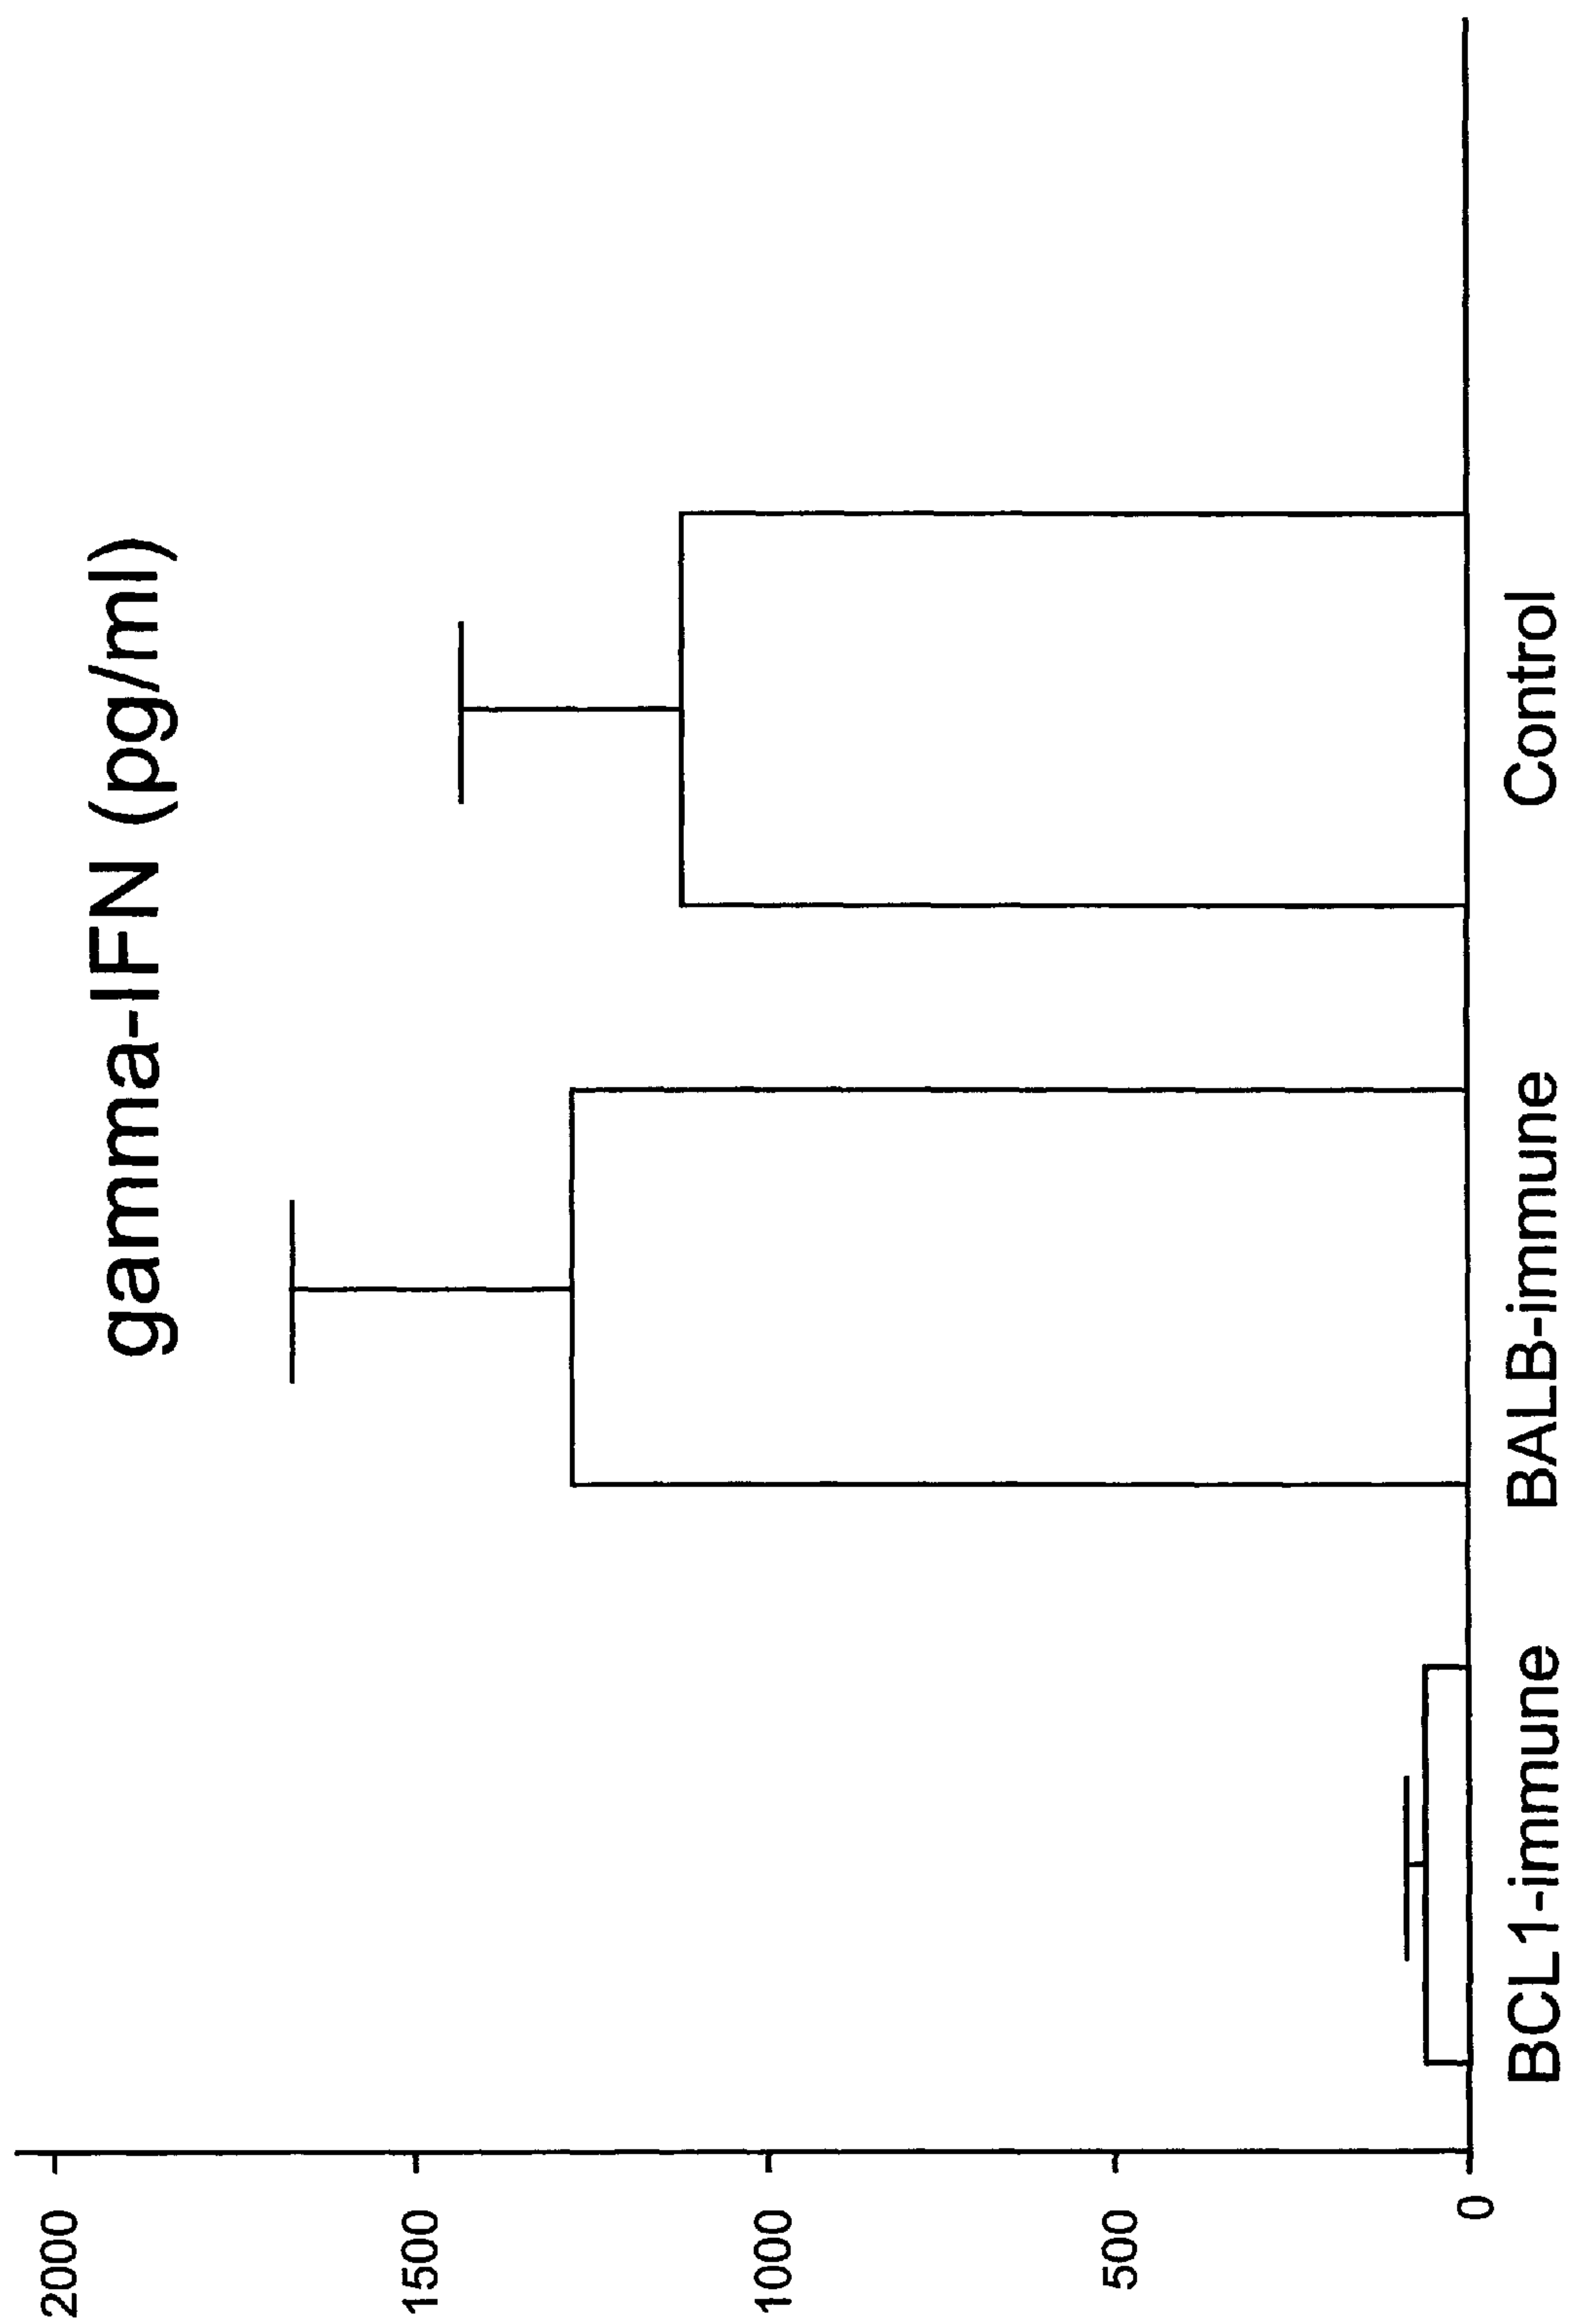 gamma-IFN (pg/ml)
2000
1500
1000
500
0
BCL1-immune
BALB-immune
Control